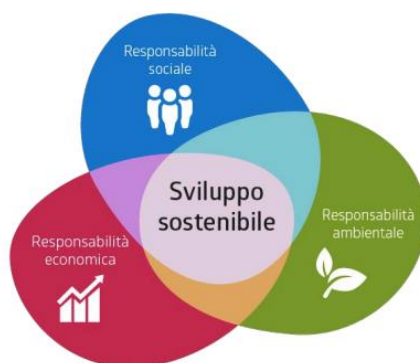 Responsabilità
sociale
Sviluppo
sostenibile
Responsabilità
economica
Responsabilità
ambientale